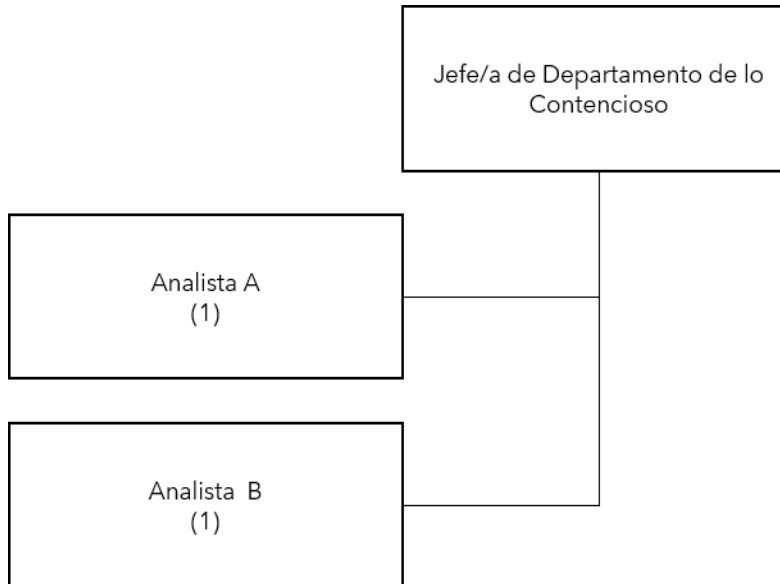 Jefe/a de Departamento de lo
Contencioso
Analista A
(1)
Analista  B
(1)